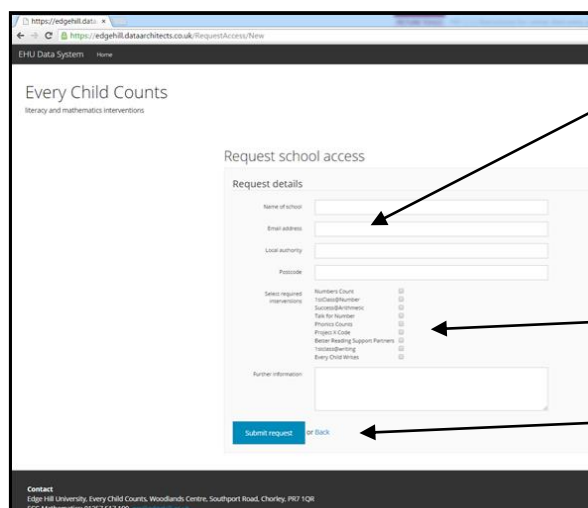 https://edgehill.data. ×
https://edgehill.dataarchitects.co.uk/RequestAccess/New
EHU Data System Home
Every Child Counts
literacy and mathematics interventions
Request school access
Request details
Name of school
Email address
Local authority
Postcode
Select required interventions
Numbers Count
1stClass@Number
Success@Arithmetic
Talk for Number
Phonics Counts
Project X Code
Better Reading Support Partners
1stclass@writing
Every Child Writes
Further information
Submit request or Back
Contact
Edge Hill University, Every Child Counts, Woodlands Centre, Southport Road, Chorley, PR7 1QR